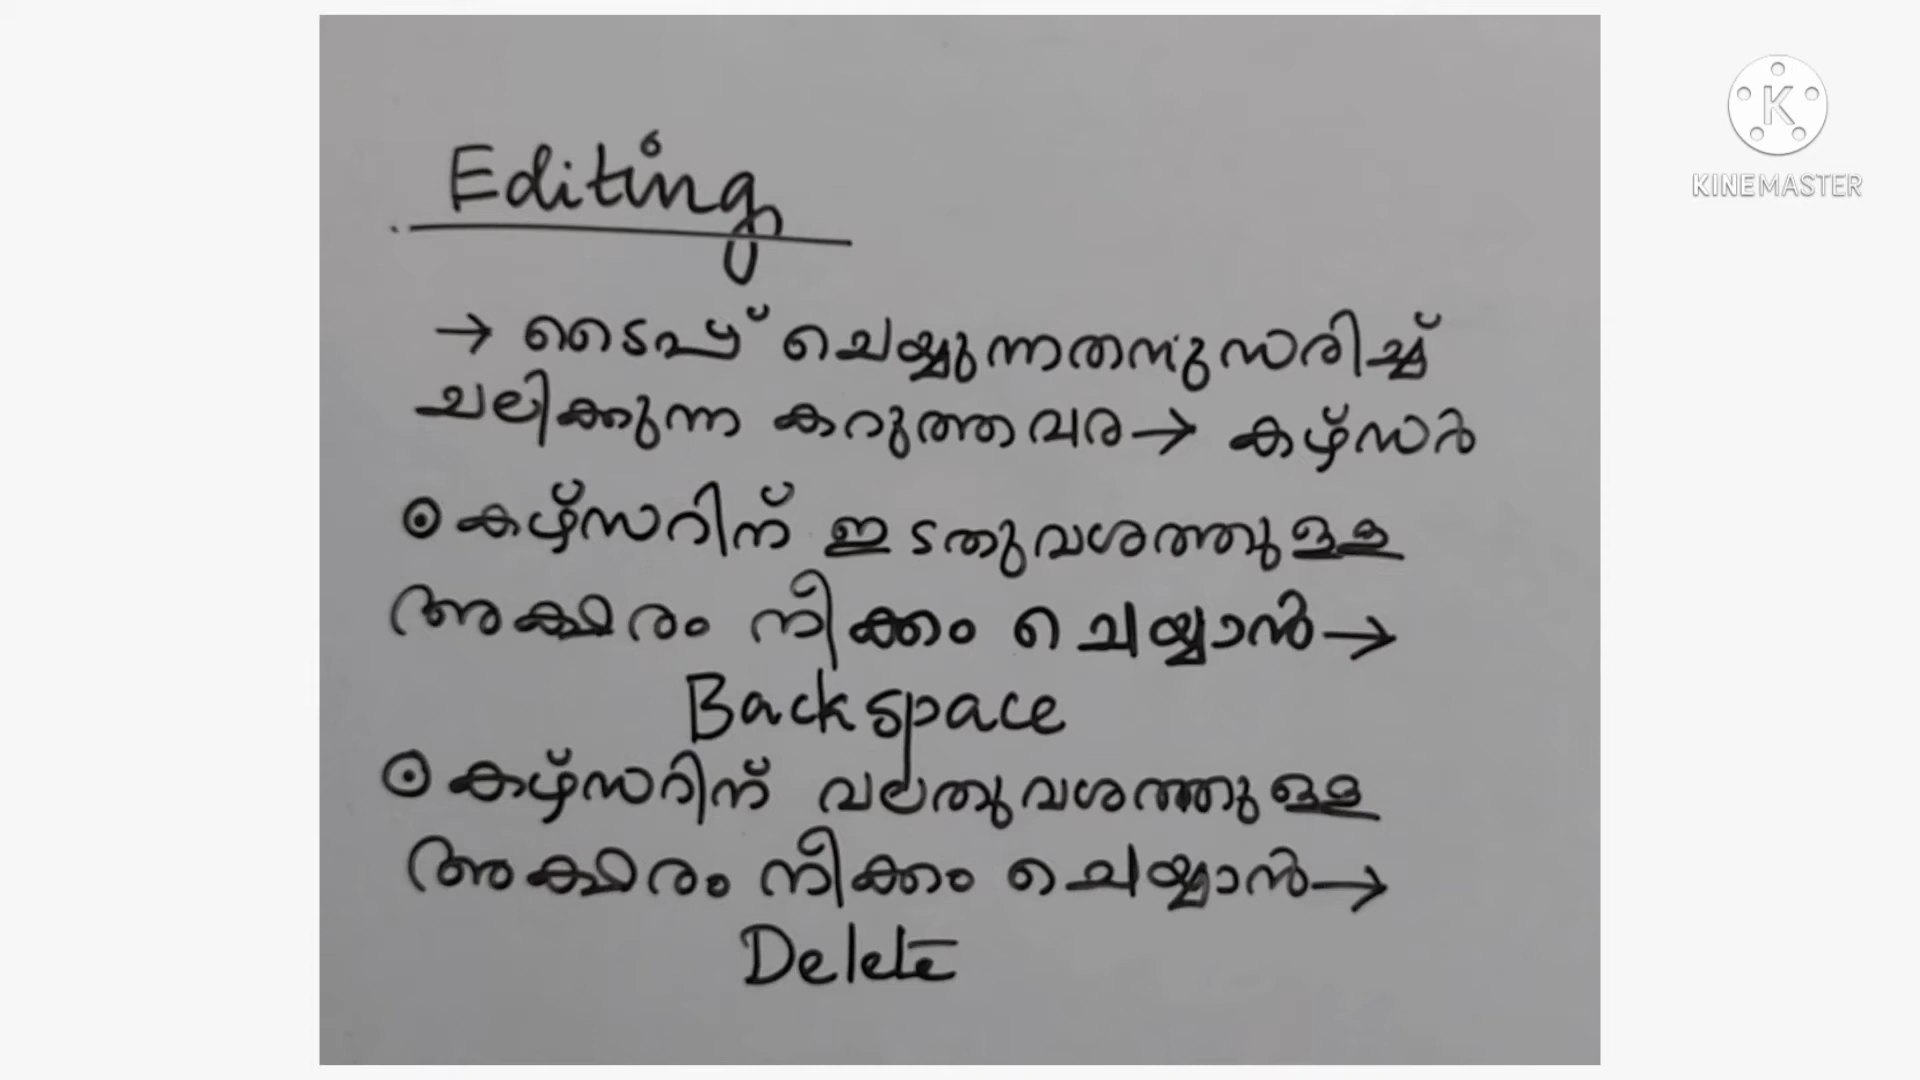 Editing
→ ടൈപ്പ് ചെയ്യുന്നതനുസരിച്ച്
ചലിക്കുന്ന കറുത്ത വര → കഴ്സർ
⊙ കഴ്സറിന് ഇടതുവശത്തുള്ള
അക്ഷരം നീക്കം ചെയ്യാൻ →
Backspace
⊙ കഴ്സറിന് വലതുവശത്തുള്ള
അക്ഷരം നീക്കം ചെയ്യാൻ →
Delete
K
KINEMASTER